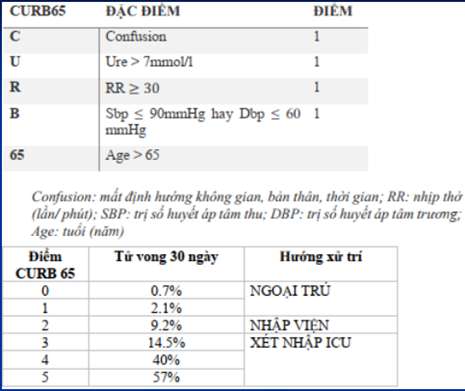 CURB65 ĐẶC ĐIỂM ĐIỂM
C Confusion 1
U Ure > 7mmol/l 1
R RR ≥ 30 1
B Sbp ≤ 90mmHg hay Dbp ≤ 60 1
mmHg
65 Age > 65
Confusion: mất định hướng không gian, bản thân, thời gian; RR: nhịp thở
(lần/ phút); SBP: trị số huyết áp tâm thu; DBP: trị số huyết áp tâm trương;
Age: tuổi (năm)
Điểm Tử vong 30 ngày Hướng xử trí
CURB 65
0 0.7% NGOẠI TRÚ
1 2.1%
2 9.2% NHẬP VIỆN
3 14.5% XÉT NHẬP ICU
4 40%
5 57%